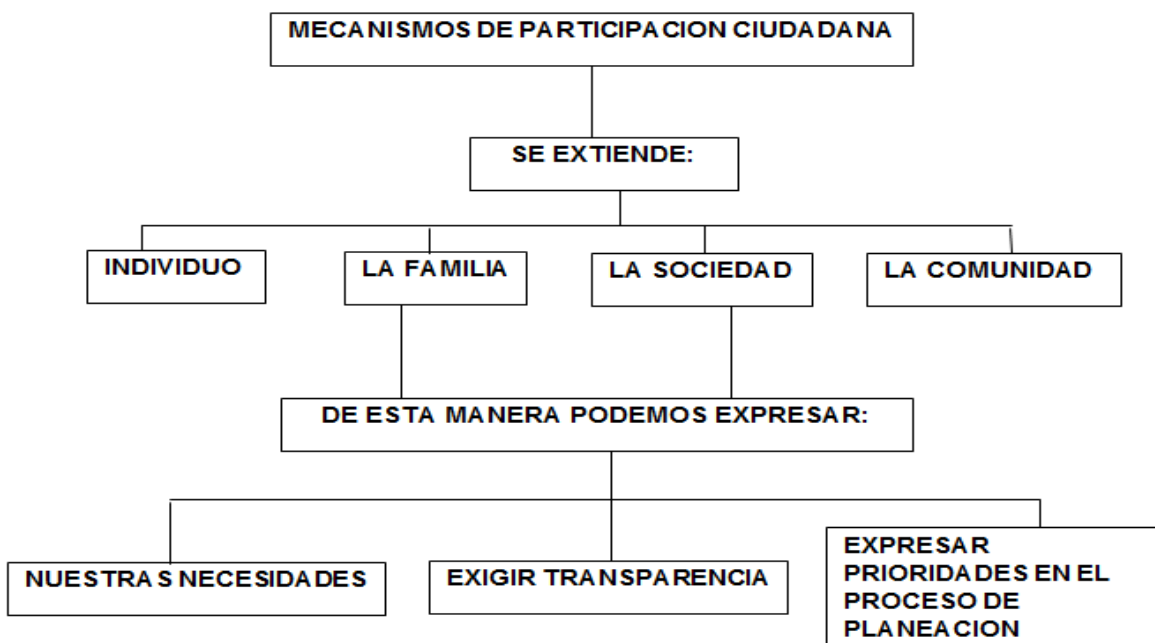 MECANISMOS DE PARTICIPACION CIUDADANA
SE EXTIENDE:
INDIVIDUO
LA FAMILIA
LA SOCIEDAD
LA COMUNIDAD
DE ESTA MANERA PODEMOS EXPRESAR:
NUESTRAS NECESIDADES
EXIGIR TRANSPARENCIA
EXPRESAR
PRIORIDADES EN EL
PROCESO DE
PLANEACION